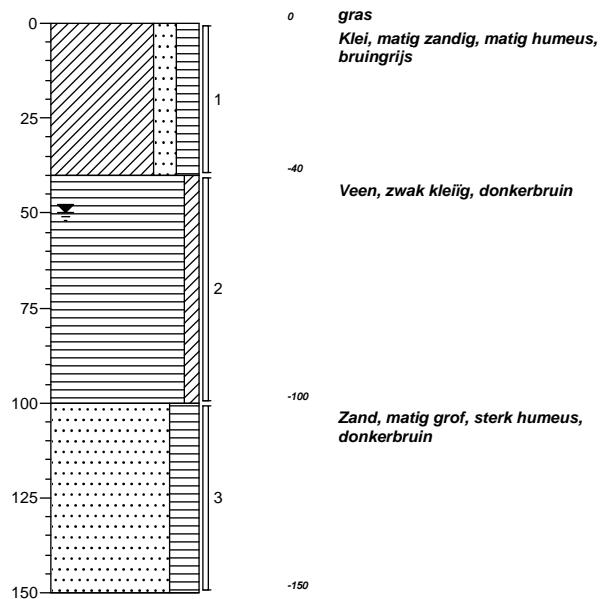 0
25
50
75
100
125
150
1
2
3
0
gras
Klei, matig zandig, matig humeus,
bruingrijs
-40
Veen, zwak kleiïg, donkerbruin
-100
Zand, matig grof, sterk humeus,
donkerbruin
-150